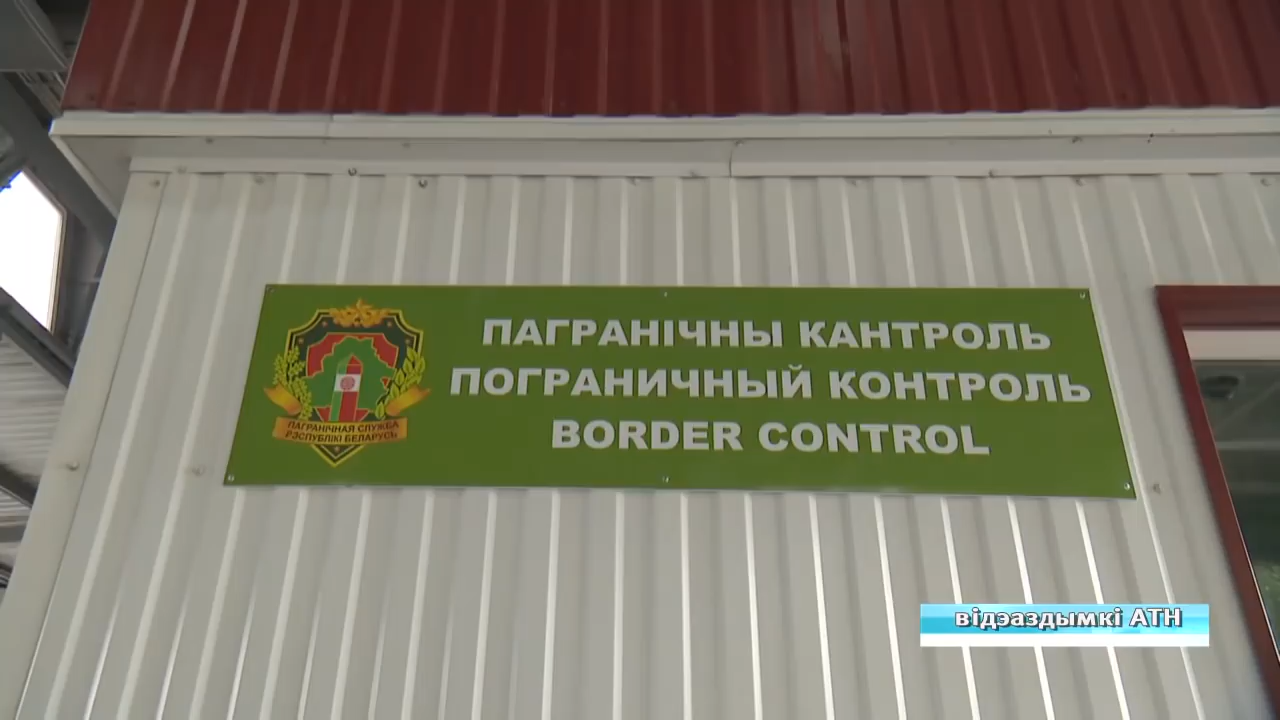 ПАГРАНІЧНЫ КАНТРОЛЬ
ПОГРАНИЧНЫЙ КОНТРОЛЬ
BORDER CONTROL
ПАГРАНІЧНАЯ СЛУЖБА
РЭСПУБЛІКІ БЕЛАРУСЬ
відэаздымкі АТН